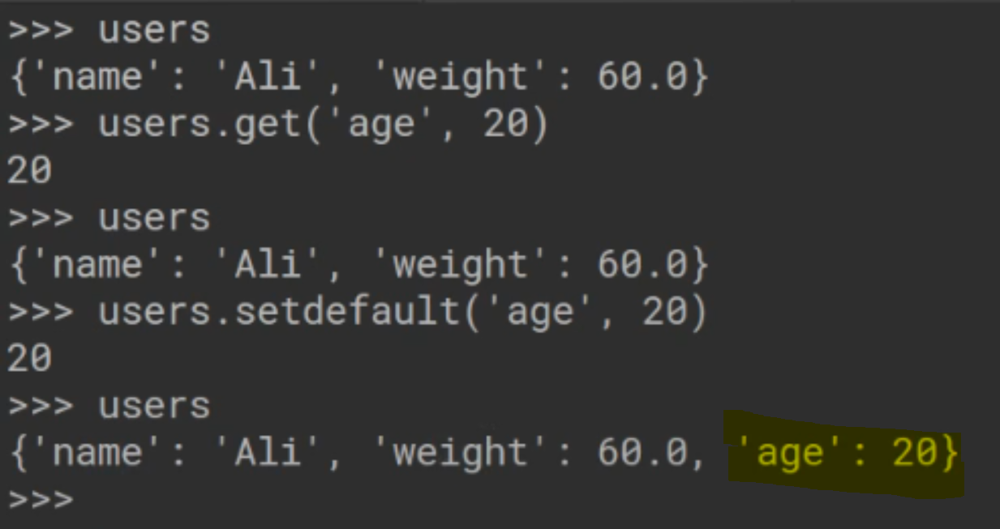 >>> users
{'name': 'Ali', 'weight': 60.0}
>>> users.get('age', 20)
20
>>> users
{'name': 'Ali', 'weight': 60.0}
>>> users.setdefault('age', 20)
20
>>> users
{'name': 'Ali', 'weight': 60.0, 'age': 20}
>>>